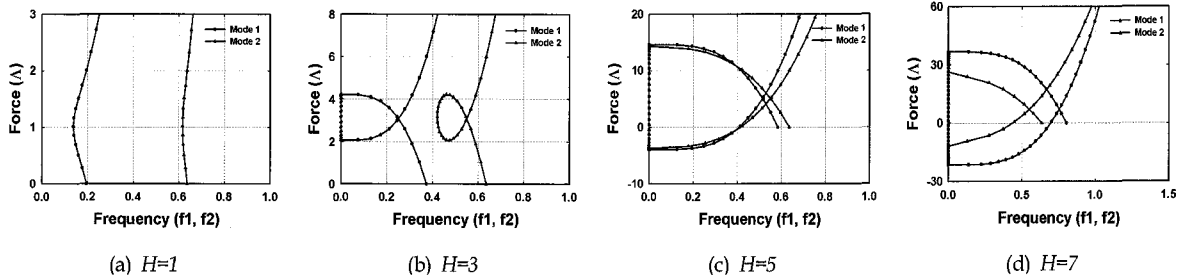 3
2
1
0
0.0 0.2 0.4 0.6 0.8 1.0
Force (Λ)
Frequency (f1, f2)
Mode 1
Mode 2
(a) H=1
8
6
4
2
0
0.0 0.2 0.4 0.6 0.8 1.0
Force (Λ)
Frequency (f1, f2)
Mode 1
Mode 2
(b) H=3
20
10
0
-10
0.0 0.2 0.4 0.6 0.8 1.0
Force (Λ)
Frequency (f1, f2)
Mode 1
Mode 2
(c) H=5
60
30
0
-30
0.0 0.5 1.0 1.5
Force (Λ)
Frequency (f1, f2)
Mode 1
Mode 2
(d) H=7